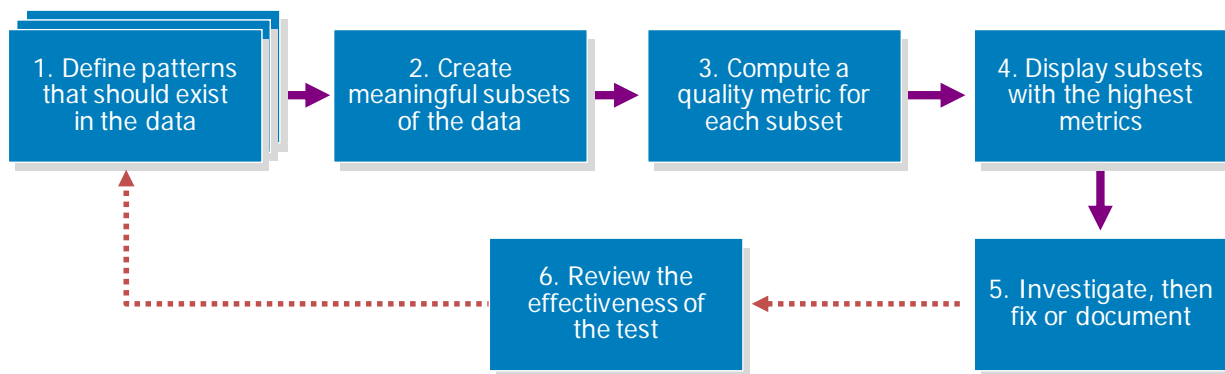 1. Define patterns
that should exist
in the data
2. Create
meaningful subsets
of the data
3. Compute a
quality metric for
each subset
4. Display subsets
with the highest
metrics
5. Investigate, then
fix or document
6. Review the
effectiveness of
the test